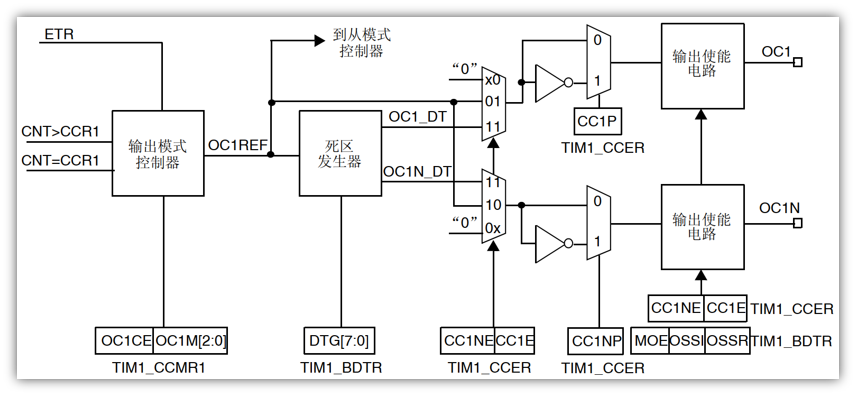 ETR
到从模式
控制器
CNT>CCR1
CNT=CCR1
输出模式
控制器
OC1REF
死区
发生器
OC1_DT
OC1N_DT
“0”
x0
01
11
11
10
0x
“0”
0
1
CC1P
TIM1_CCER
0
1
输出使能
电路
OC1
输出使能
电路
OC1N
OC1CE OC1M[2:0]
TIM1_CCMR1
DTG[7:0]
TIM1_BDTR
CC1NE CC1E
TIM1_CCER
CC1NP
TIM1_CCER
CC1NE CC1E TIM1_CCER
MOE OSSI OSSR TIM1_BDTR